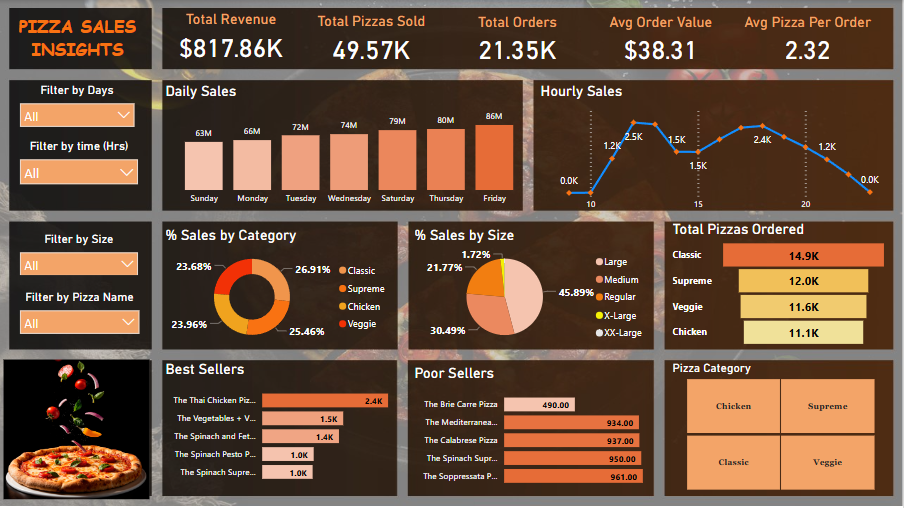 PIZZA SALES
INSIGHTS
Total Revenue
$817.86K
Total Pizzas Sold
49.57K
Total Orders
21.35K
Avg Order Value
$38.31
Avg Pizza Per Order
2.32
Filter by Days
All
Filter by time (Hrs)
All
Daily Sales
63M
66M
72M
74M
79M
80M
86M
Sunday
Monday
Tuesday
Wednesday
Saturday
Thursday
Friday
Hourly Sales
0.0K
1.2K
2.5K
1.5K
1.5K
2.4K
1.2K
0.0K
10
15
20
Filter by Size
All
Filter by Pizza Name
All
% Sales by Category
23.68%
26.91%
23.96%
25.46%
Classic
Supreme
Chicken
Veggie
% Sales by Size
1.72%
21.77%
45.89%
30.49%
Large
Medium
Regular
X-Large
XX-Large
Total Pizzas Ordered
Classic 14.9K
Supreme 12.0K
Veggie 11.6K
Chicken 11.1K
Best Sellers
The Thai Chicken Piz... 2.4K
The Vegetables + V... 1.5K
The Spinach and Fet... 1.4K
The Spinach Pesto P... 1.0K
The Spinach Supre... 1.0K
Poor Sellers
The Brie Carre Pizza 490.00
The Mediterranea... 934.00
The Calabrese Pizza 937.00
The Spinach Supr... 950.00
The Soppressata P... 961.00
Pizza Category
Chicken
Supreme
Classic
Veggie